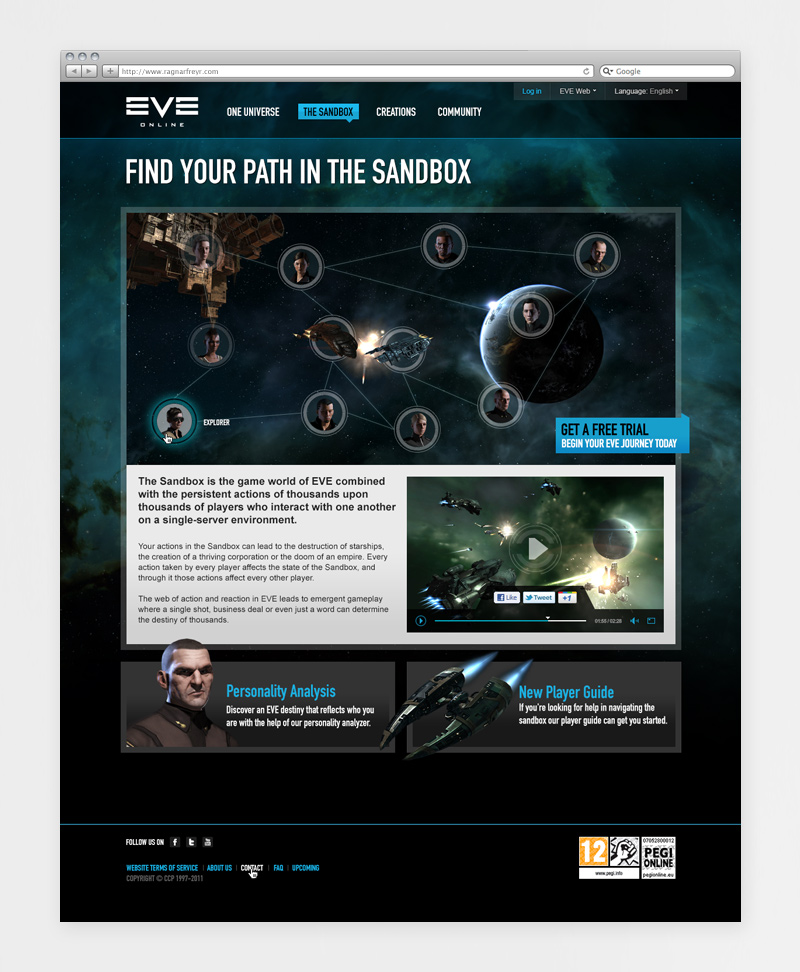 http://www.ragnarfreyr.com
Google
Log in
EVE Web
Language: English
EVE
ONLINE
ONE UNIVERSE
THE SANDBOX
CREATIONS
COMMUNITY
FIND YOUR PATH IN THE SANDBOX
EXPLORER
GET A FREE TRIAL
BEGIN YOUR EVE JOURNEY TODAY
The Sandbox is the game world of EVE combined
with the persistent actions of thousands upon
thousands of players who interact with one another
on a single-server environment.
Your actions in the Sandbox can lead to the destruction of starships,
the creation of a thriving corporation or the doom of an empire. Every
action taken by every player affects the state of the Sandbox, and
through it those actions affect every other player.
The web of action and reaction in EVE leads to emergent gameplay
where a single shot, business deal or even just a word can determine
the destiny of thousands.
Like
Tweet
+1
01:50 / 02:28
Personality Analysis
Discover an EVE destiny that reflects who you
are with the help of our personality analyzer.
New Player Guide
If you're looking for help in navigating the
sandbox our player guide can get you started.
FOLLOW US ON
WEBSITE TERMS OF SERVICE | ABOUT US | CONTACT | FAQ | UPCOMING
COPYRIGHT © CCP 1997-2011
12
www.pegi.info
07052800012
PEGI
ONLINE
pegionline.eu